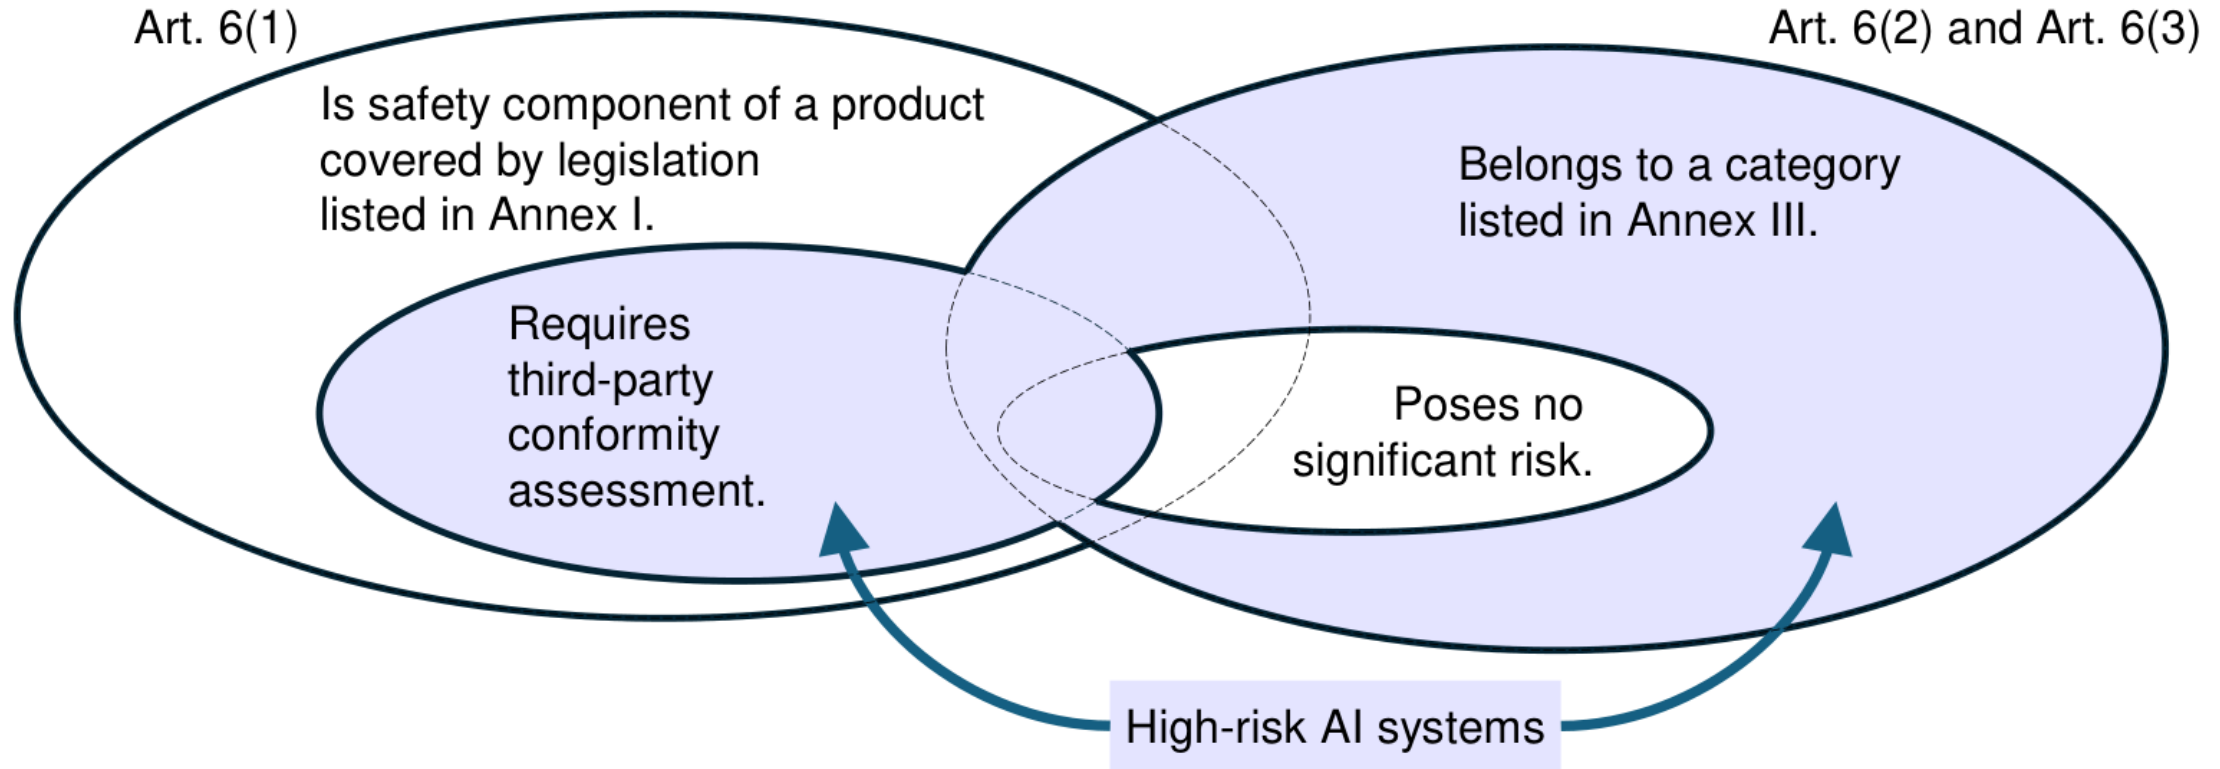 Art. 6(1)
Art. 6(2) and Art. 6(3)
Is safety component of a product
covered by legislation
listed in Annex I.
Belongs to a category
listed in Annex III.
Requires
third-party
conformity
assessment.
Poses no
significant risk.
High-risk AI systems